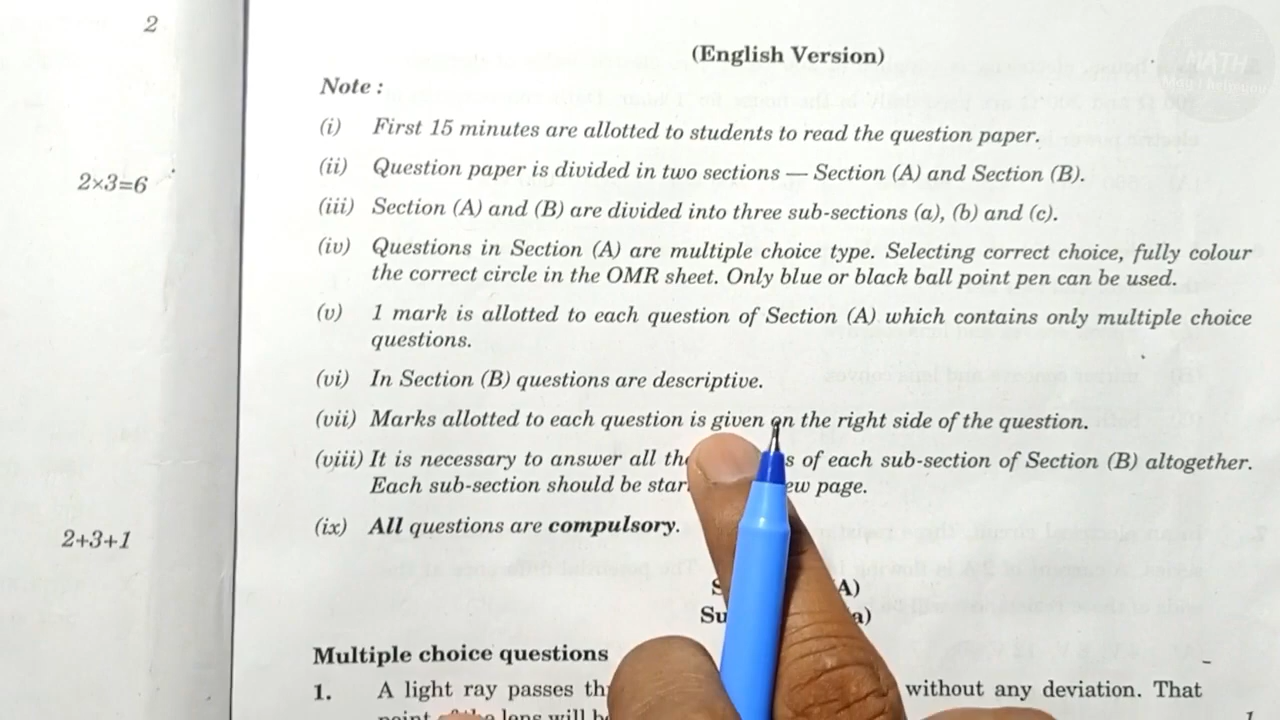 2
(English Version)
Note :
(i) First 15 minutes are allotted to students to read the question paper.
(ii) Question paper is divided in two sections — Section (A) and Section (B).
2×3=6
(iii) Section (A) and (B) are divided into three sub-sections (a), (b) and (c).
(iv) Questions in Section (A) are multiple choice type. Selecting correct choice, fully colour
the correct circle in the OMR sheet. Only blue or black ball point pen can be used.
(v) 1 mark is allotted to each question of Section (A) which contains only multiple choice
questions.
(vi) In Section (B) questions are descriptive.
(vii) Marks allotted to each question is given on the right side of the question.
(viii) It is necessary to answer all of each sub-section of Section (B) altogether.
Each sub-section should be page.
(ix) All questions are compulsory.
2+3+1
A)
a)
Multiple choice questions
1. A light ray passes without any deviation. That
1
MATH